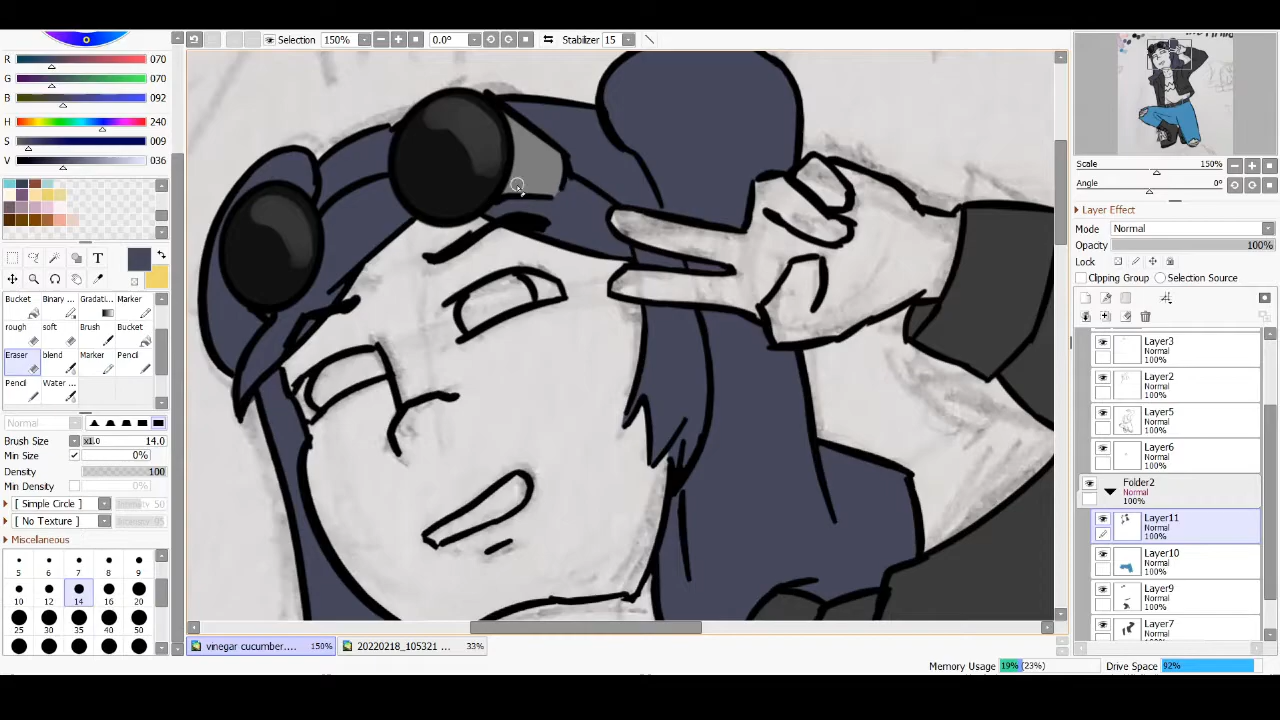 Selection 150% 0.0° Stabilizer 15
R 070
G 070
B 092
H 240
S 009
V 036
Bucket Binary ... Gradati... Marker
rough soft Brush Bucket
Eraser blend Marker Pencil
Pencil Water ...
Normal
Brush Size x1.0 14.0
Min Size 0%
Density 100
Min Density 0%
[ Simple Circle ] Intensity 50
[ No Texture ] Intensity 95
Miscellaneous
5 6 7 8 9
10 12 14 16 20
25 30 35 40 50
vinegar cucumber.... 150% 20220218_105321 ... 33%
Scale 150%
Angle 0°
Layer Effect
Mode Normal
Opacity 100%
Lock
Clipping Group Selection Source
Layer3
Normal
100%
Layer2
Normal
100%
Layer5
Normal
100%
Layer6
Normal
100%
Folder2
Normal
100%
Layer11
Normal
100%
Layer10
Normal
100%
Layer9
Normal
100%
Layer7
Normal
100%
Memory Usage 19% (23%) Drive Space 92%